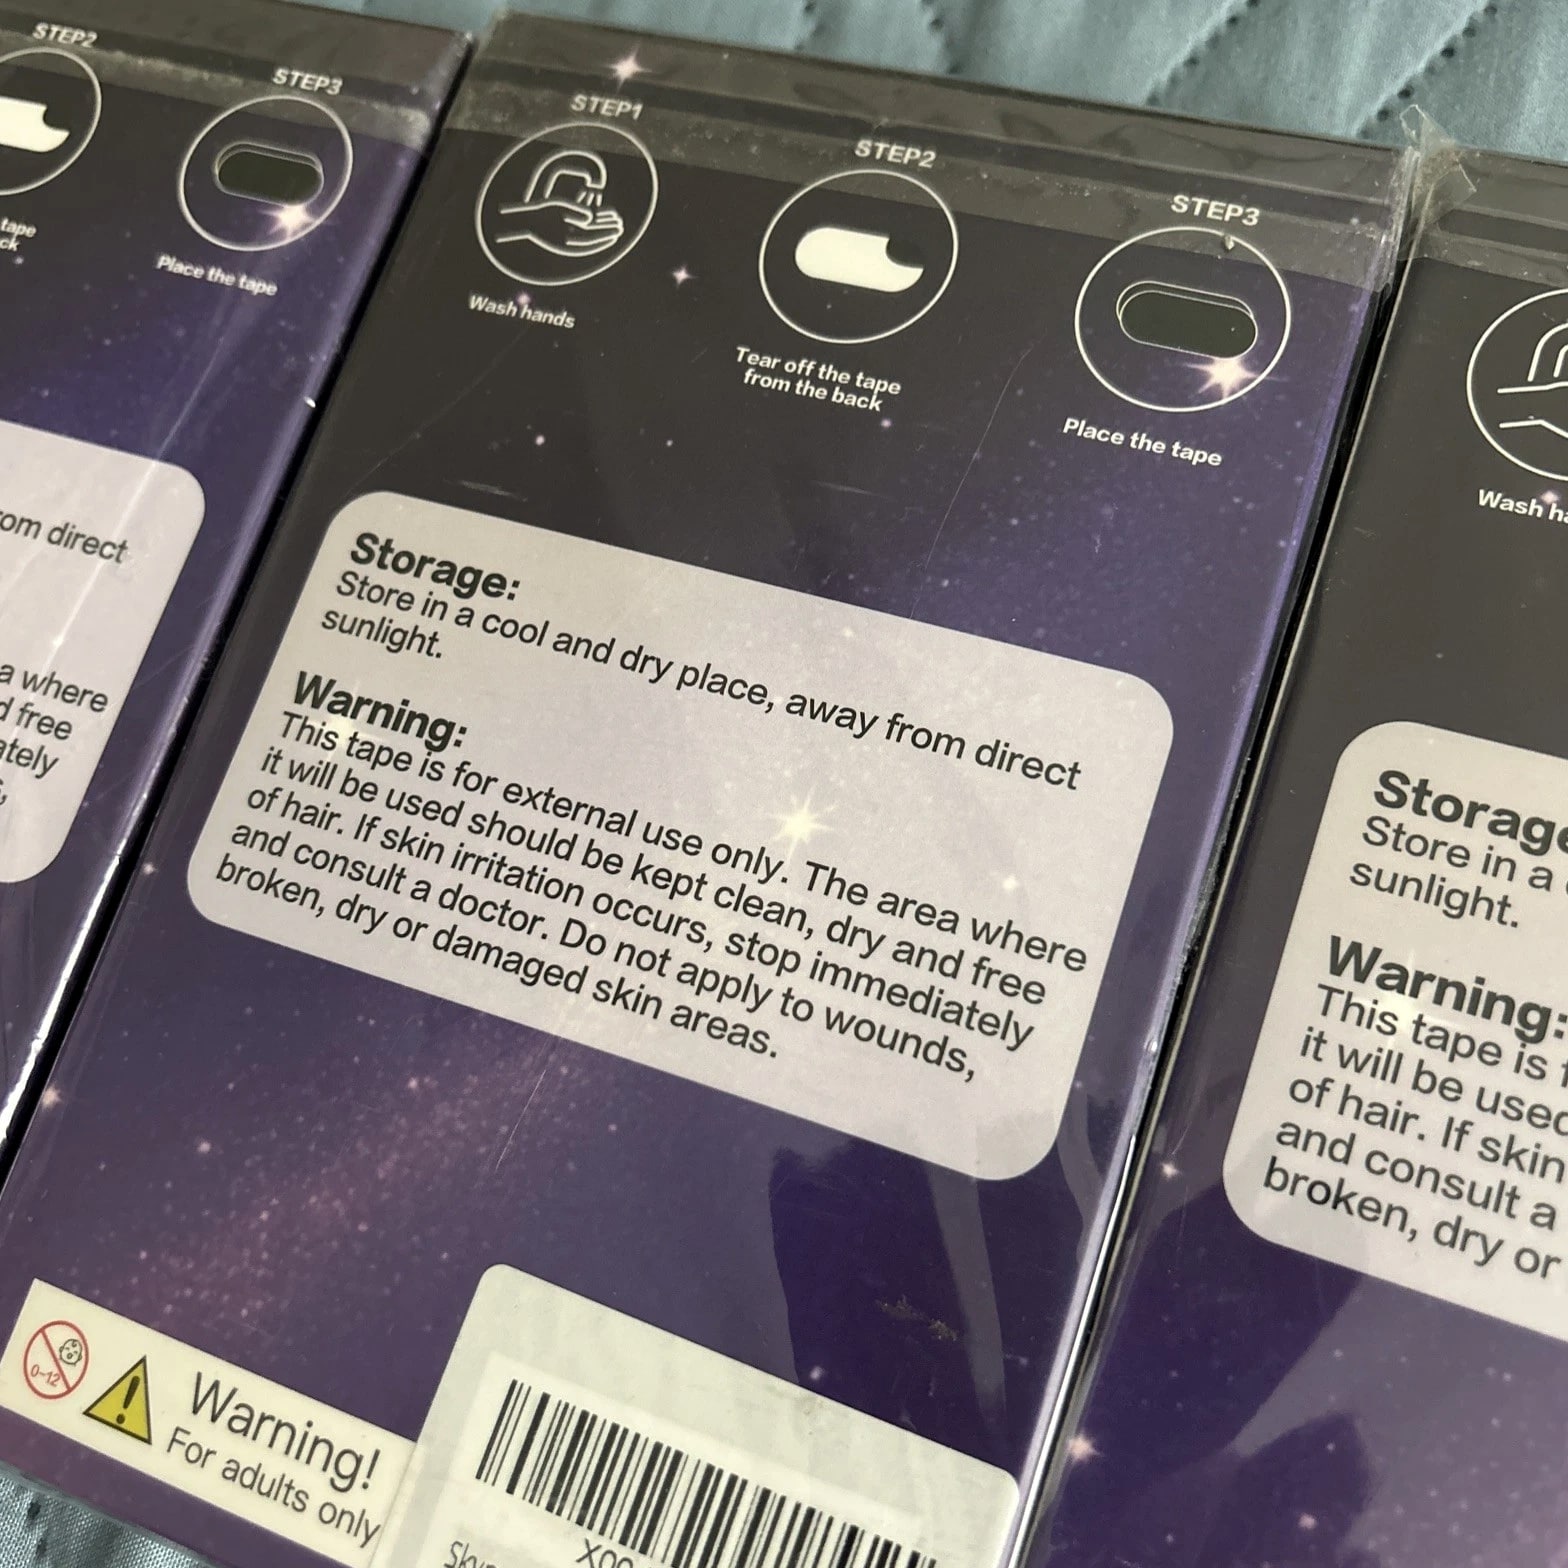 STEP2
STEP3
tape
ck.
Place the tape
om direct
a where
d free
ately
STEP1
STEP2
STEP3
Wash hands
Tear off the tape
from the back
Place the tape
Storage:
Store in a cool and dry place, away from direct
sunlight.
Warning:
This tape is for external use only. The area where
it will be used should be kept clean, dry and free
of hair. If skin irritation occurs, stop immediately
and consult a doctor. Do not apply to wounds,
broken, dry or damaged skin areas.
0-12
Warning!
For adults only
X00
Wash ha
Storage
Store in a
sunlight.
Warning:
This tape is
it will be used
of hair. If skin
and consult a
broken, dry or